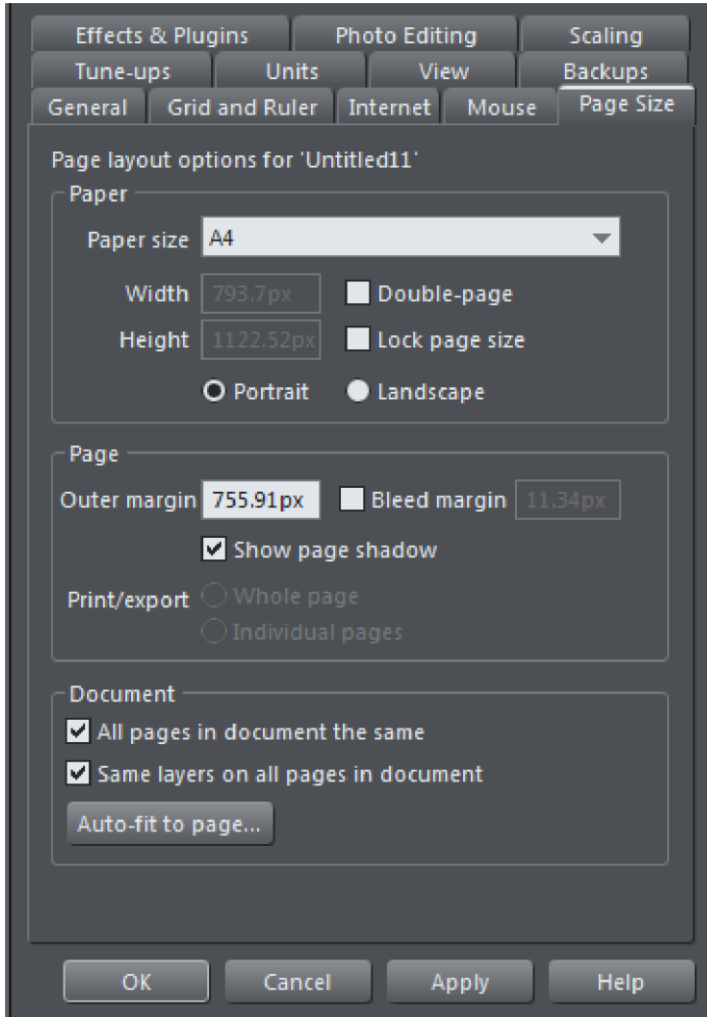 Effects & Plugins Photo Editing Scaling
Tune-ups Units View Backups
General Grid and Ruler Internet Mouse Page Size
Page layout options for 'Untitled11'
Paper
Paper size A4
Width 793.7px Double-page
Height 1122.52px Lock page size
Portrait Landscape
Page
Outer margin 755.91px Bleed margin 11.34px
Show page shadow
Print/export Whole page
Individual pages
Document
All pages in document the same
Same layers on all pages in document
Auto-fit to page...
OK Cancel Apply Help